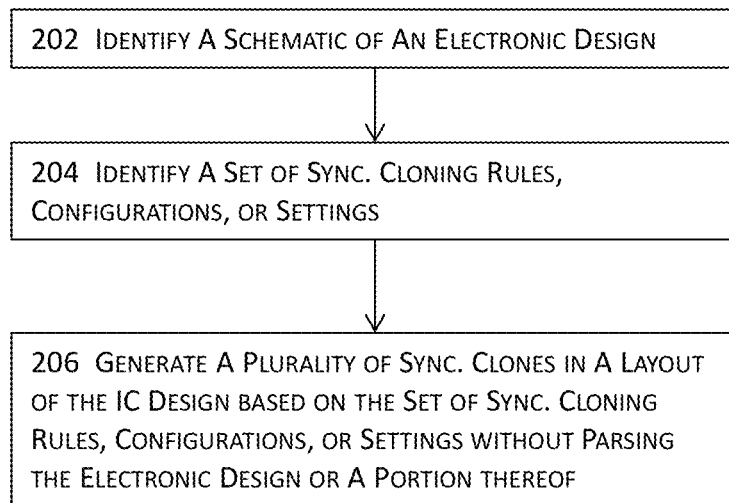 202 IDENTIFY A SCHEMATIC OF AN ELECTRONIC DESIGN
204 IDENTIFY A SET OF SYNC. CLONING RULES,
CONFIGURATIONS, OR SETTINGS
206 GENERATE A PLURALITY OF SYNC. CLONES IN A LAYOUT
OF THE IC DESIGN BASED ON THE SET OF SYNC. CLONING
RULES, CONFIGURATIONS, OR SETTINGS WITHOUT PARSING
THE ELECTRONIC DESIGN OR A PORTION THEREOF